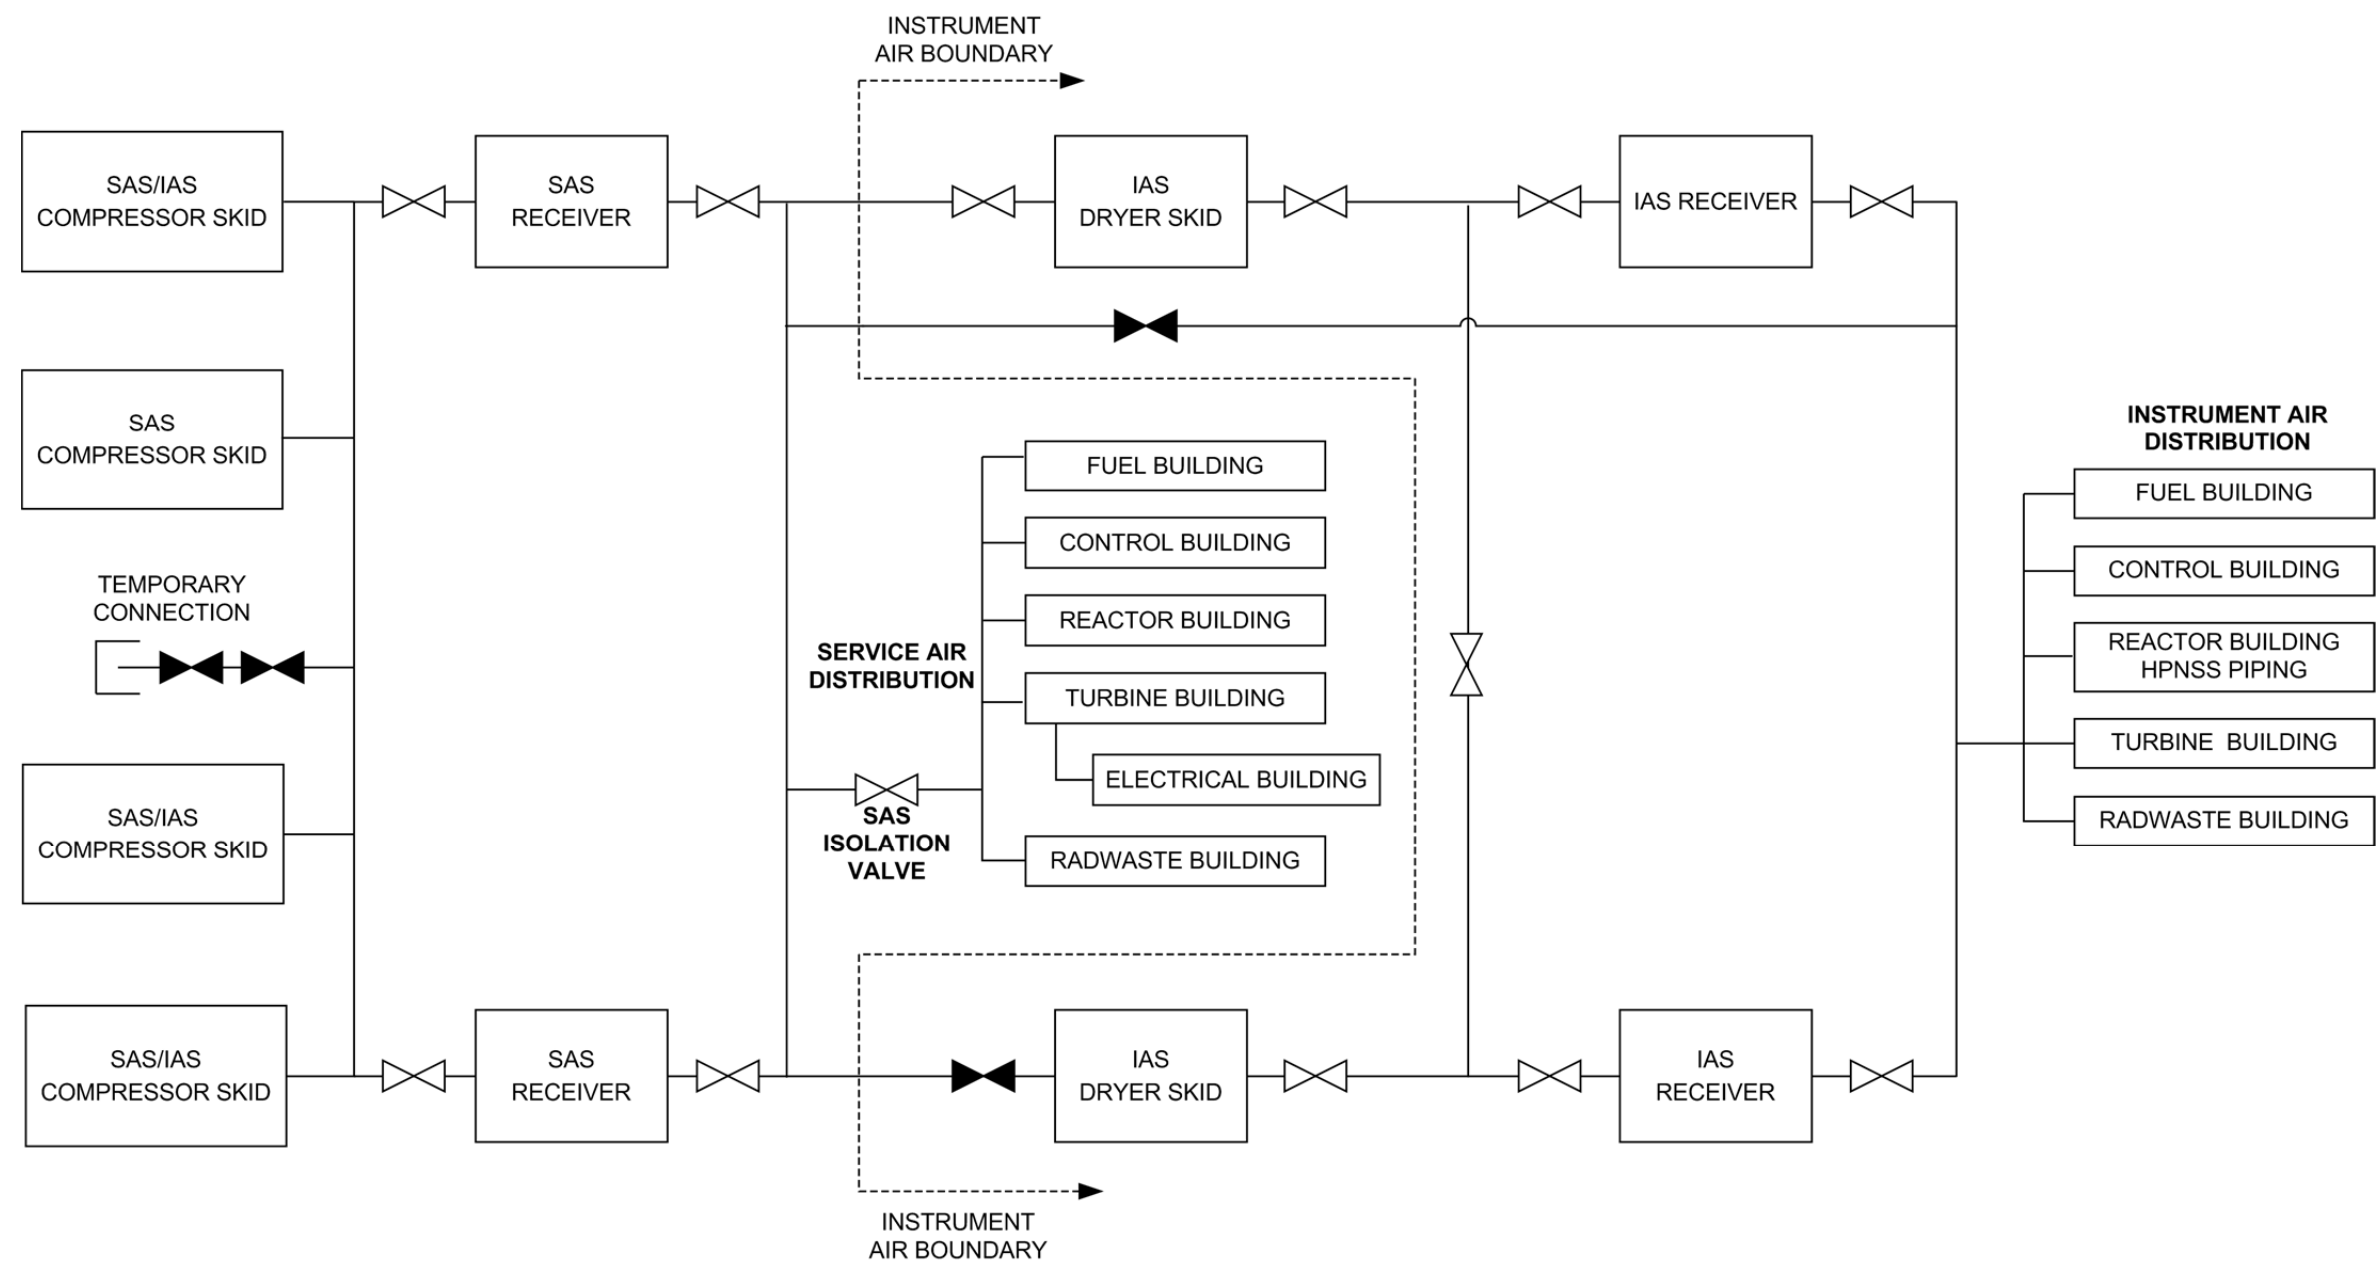 INSTRUMENT
AIR BOUNDARY
SAS/IAS
COMPRESSOR SKID
SAS
RECEIVER
IAS
DRYER SKID
IAS RECEIVER
SAS
COMPRESSOR SKID
TEMPORARY
CONNECTION
SAS/IAS
COMPRESSOR SKID
SERVICE AIR
DISTRIBUTION
SAS
ISOLATION
VALVE
FUEL BUILDING
CONTROL BUILDING
REACTOR BUILDING
TURBINE BUILDING
ELECTRICAL BUILDING
RADWASTE BUILDING
INSTRUMENT AIR
DISTRIBUTION
FUEL BUILDING
CONTROL BUILDING
REACTOR BUILDING
HPNSS PIPING
TURBINE BUILDING
RADWASTE BUILDING
SAS/IAS
COMPRESSOR SKID
SAS
RECEIVER
IAS
DRYER SKID
IAS
RECEIVER
INSTRUMENT
AIR BOUNDARY